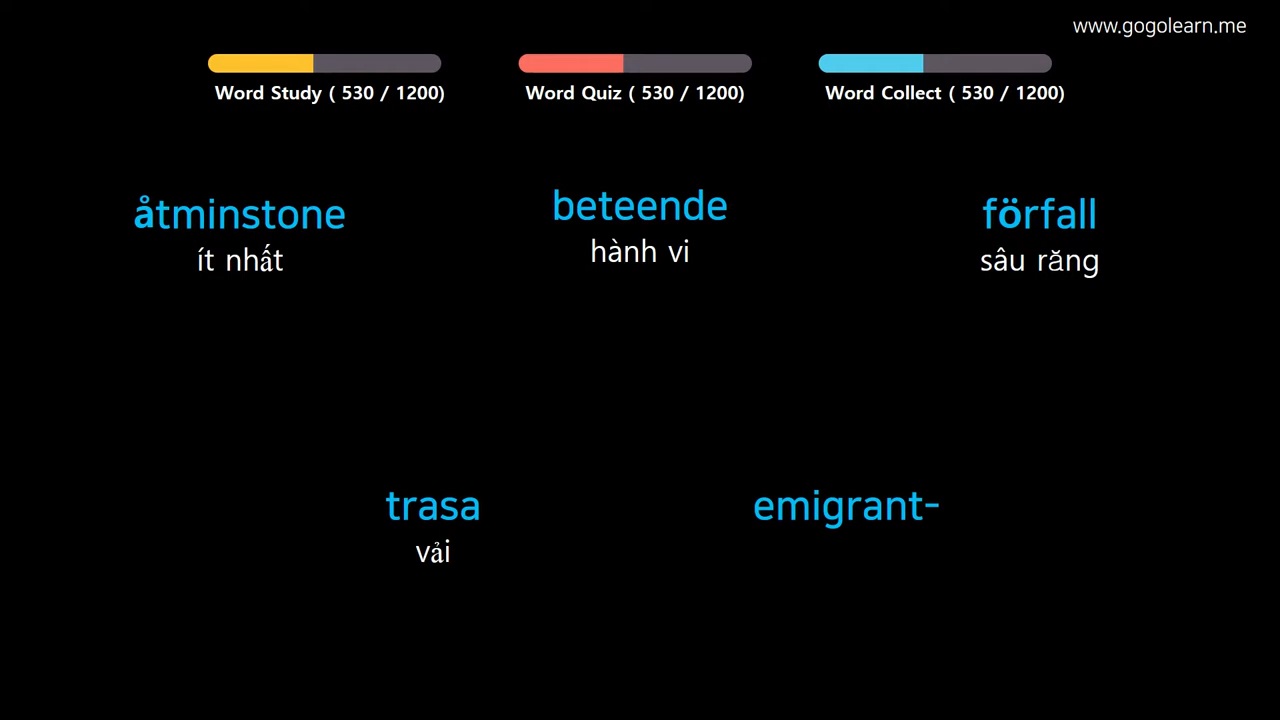 www.gogolearn.me
Word Study ( 530 / 1200)
Word Quiz ( 530 / 1200)
Word Collect ( 530 / 1200)
åtminstone
ít nhất
beteende
hành vi
förfall
sâu răng
trasa
vải
emigrant-